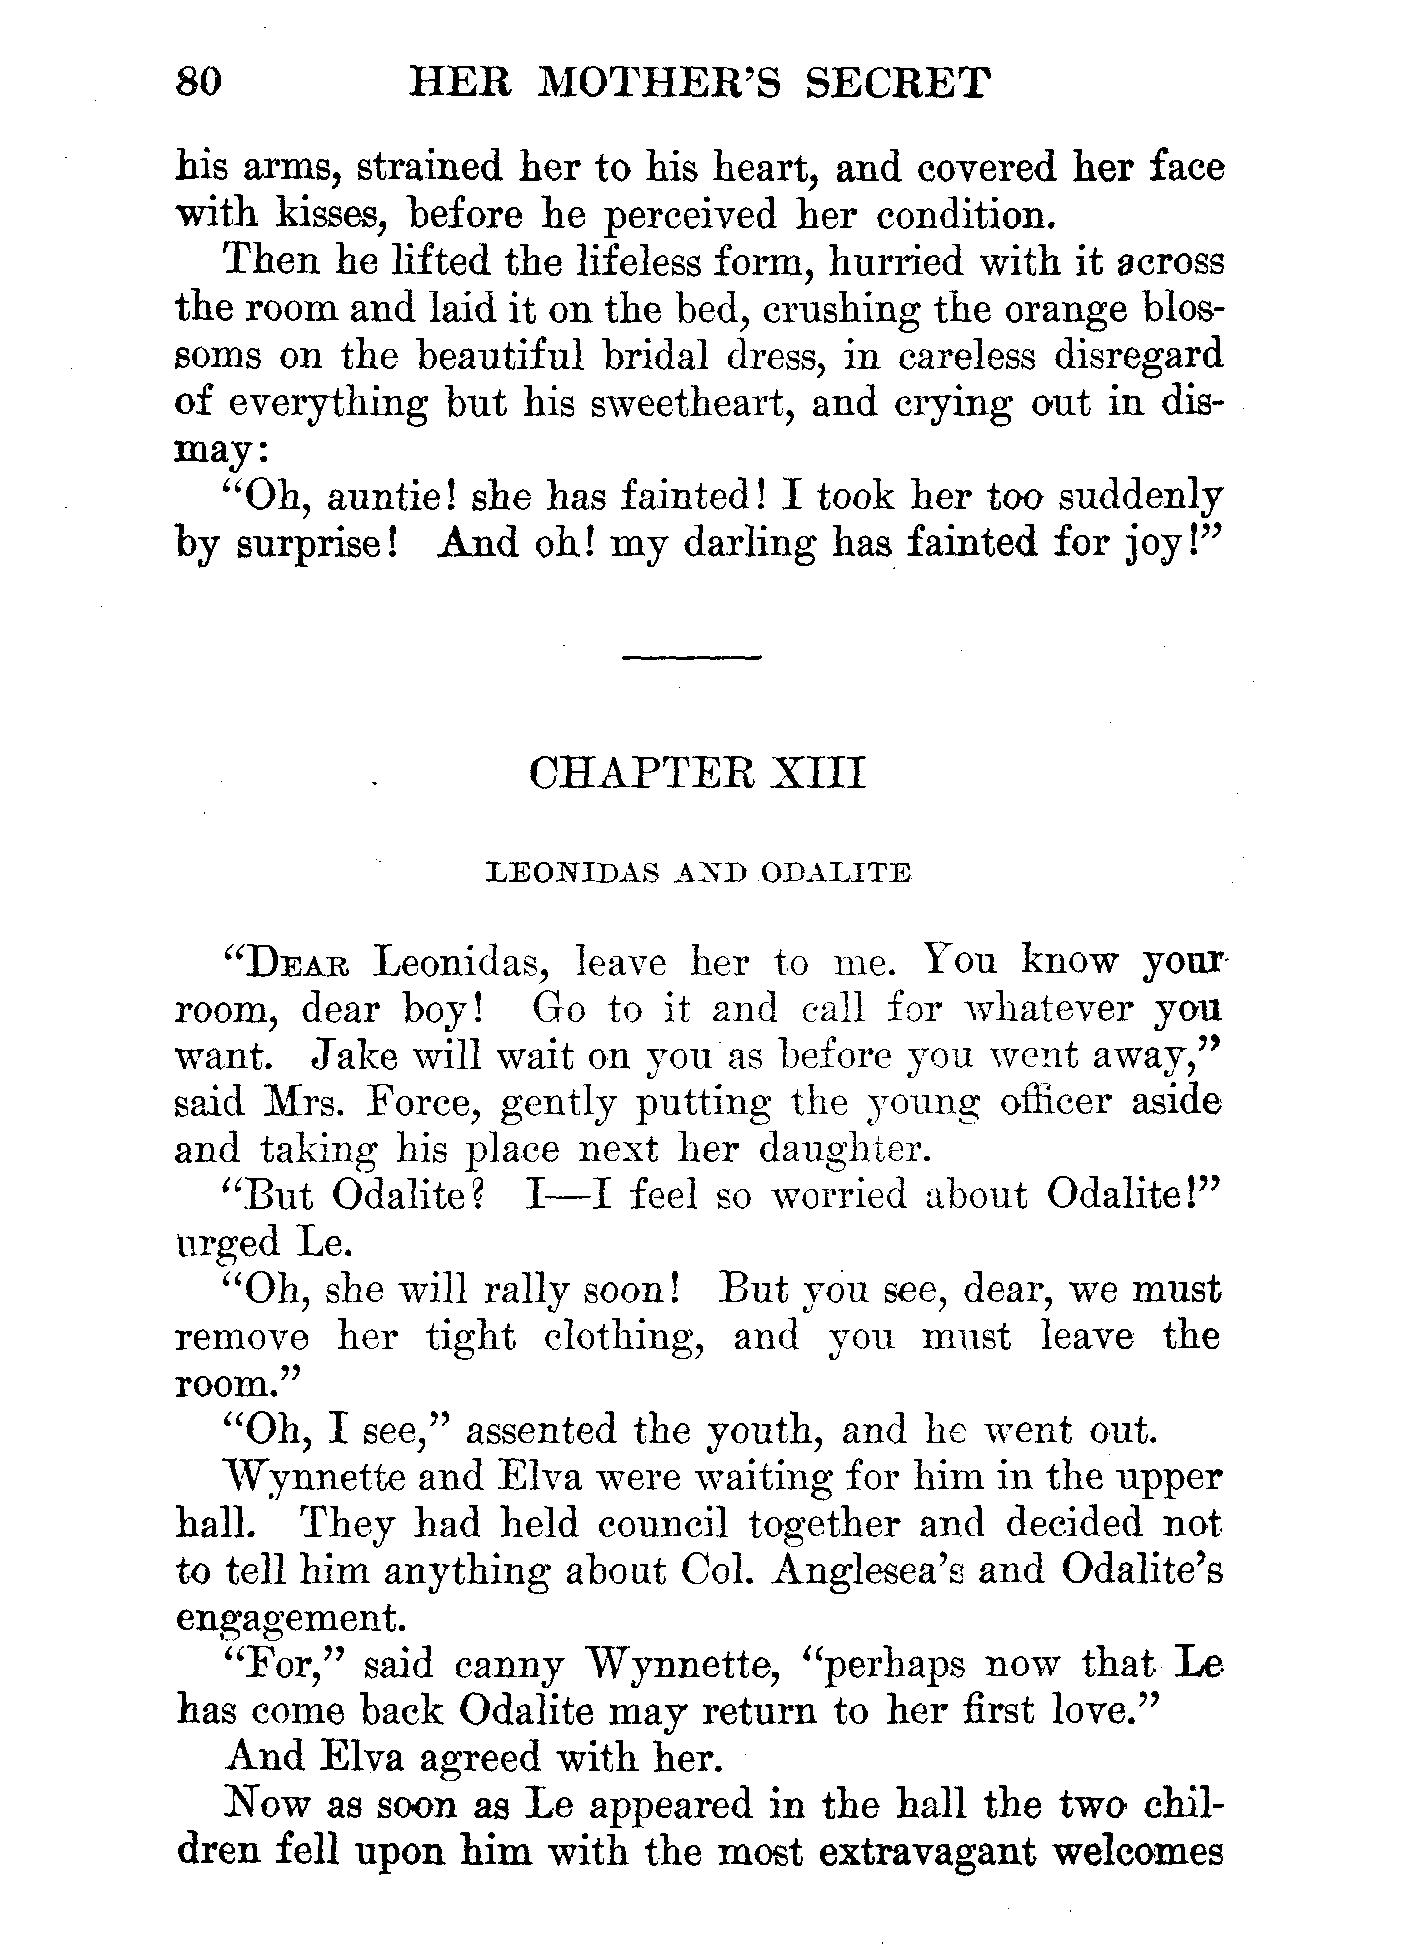 80 HER MOTHER'S SECRET
his arms, strained her to his heart, and covered her face
with kisses, before he perceived her condition.
Then he lifted the lifeless form, hurried with it across
the room and laid it on the bed, crushing the orange blos-
soms on the beautiful bridal dress, in careless disregard
of everything but his sweetheart, and crying out in dis-
may:
“Oh, auntie! she has fainted! I took her too suddenly
by surprise! And oh! my darling has fainted for joy!”
CHAPTER XIII
LEONIDAS AND ODALITE
“DEAR Leonidas, leave her to me. You know your
room, dear boy! Go to it and call for whatever you
want. Jake will wait on you as before you went away,”
said Mrs. Force, gently putting the young officer aside
and taking his place next her daughter.
“But Odalite? I—I feel so worried about Odalite!”
urged Le.
“Oh, she will rally soon! But you see, dear, we must
remove her tight clothing, and you must leave the
room.”
“Oh, I see,” assented the youth, and he went out.
Wynnette and Elva were waiting for him in the upper
hall. They had held council together and decided not
to tell him anything about Col. Anglesea's and Odalite's
engagement.
“For,” said canny Wynnette, “perhaps now that Le
has come back Odalite may return to her first love.”
And Elva agreed with her.
Now as soon as Le appeared in the hall the two chil-
dren fell upon him with the most extravagant welcomes